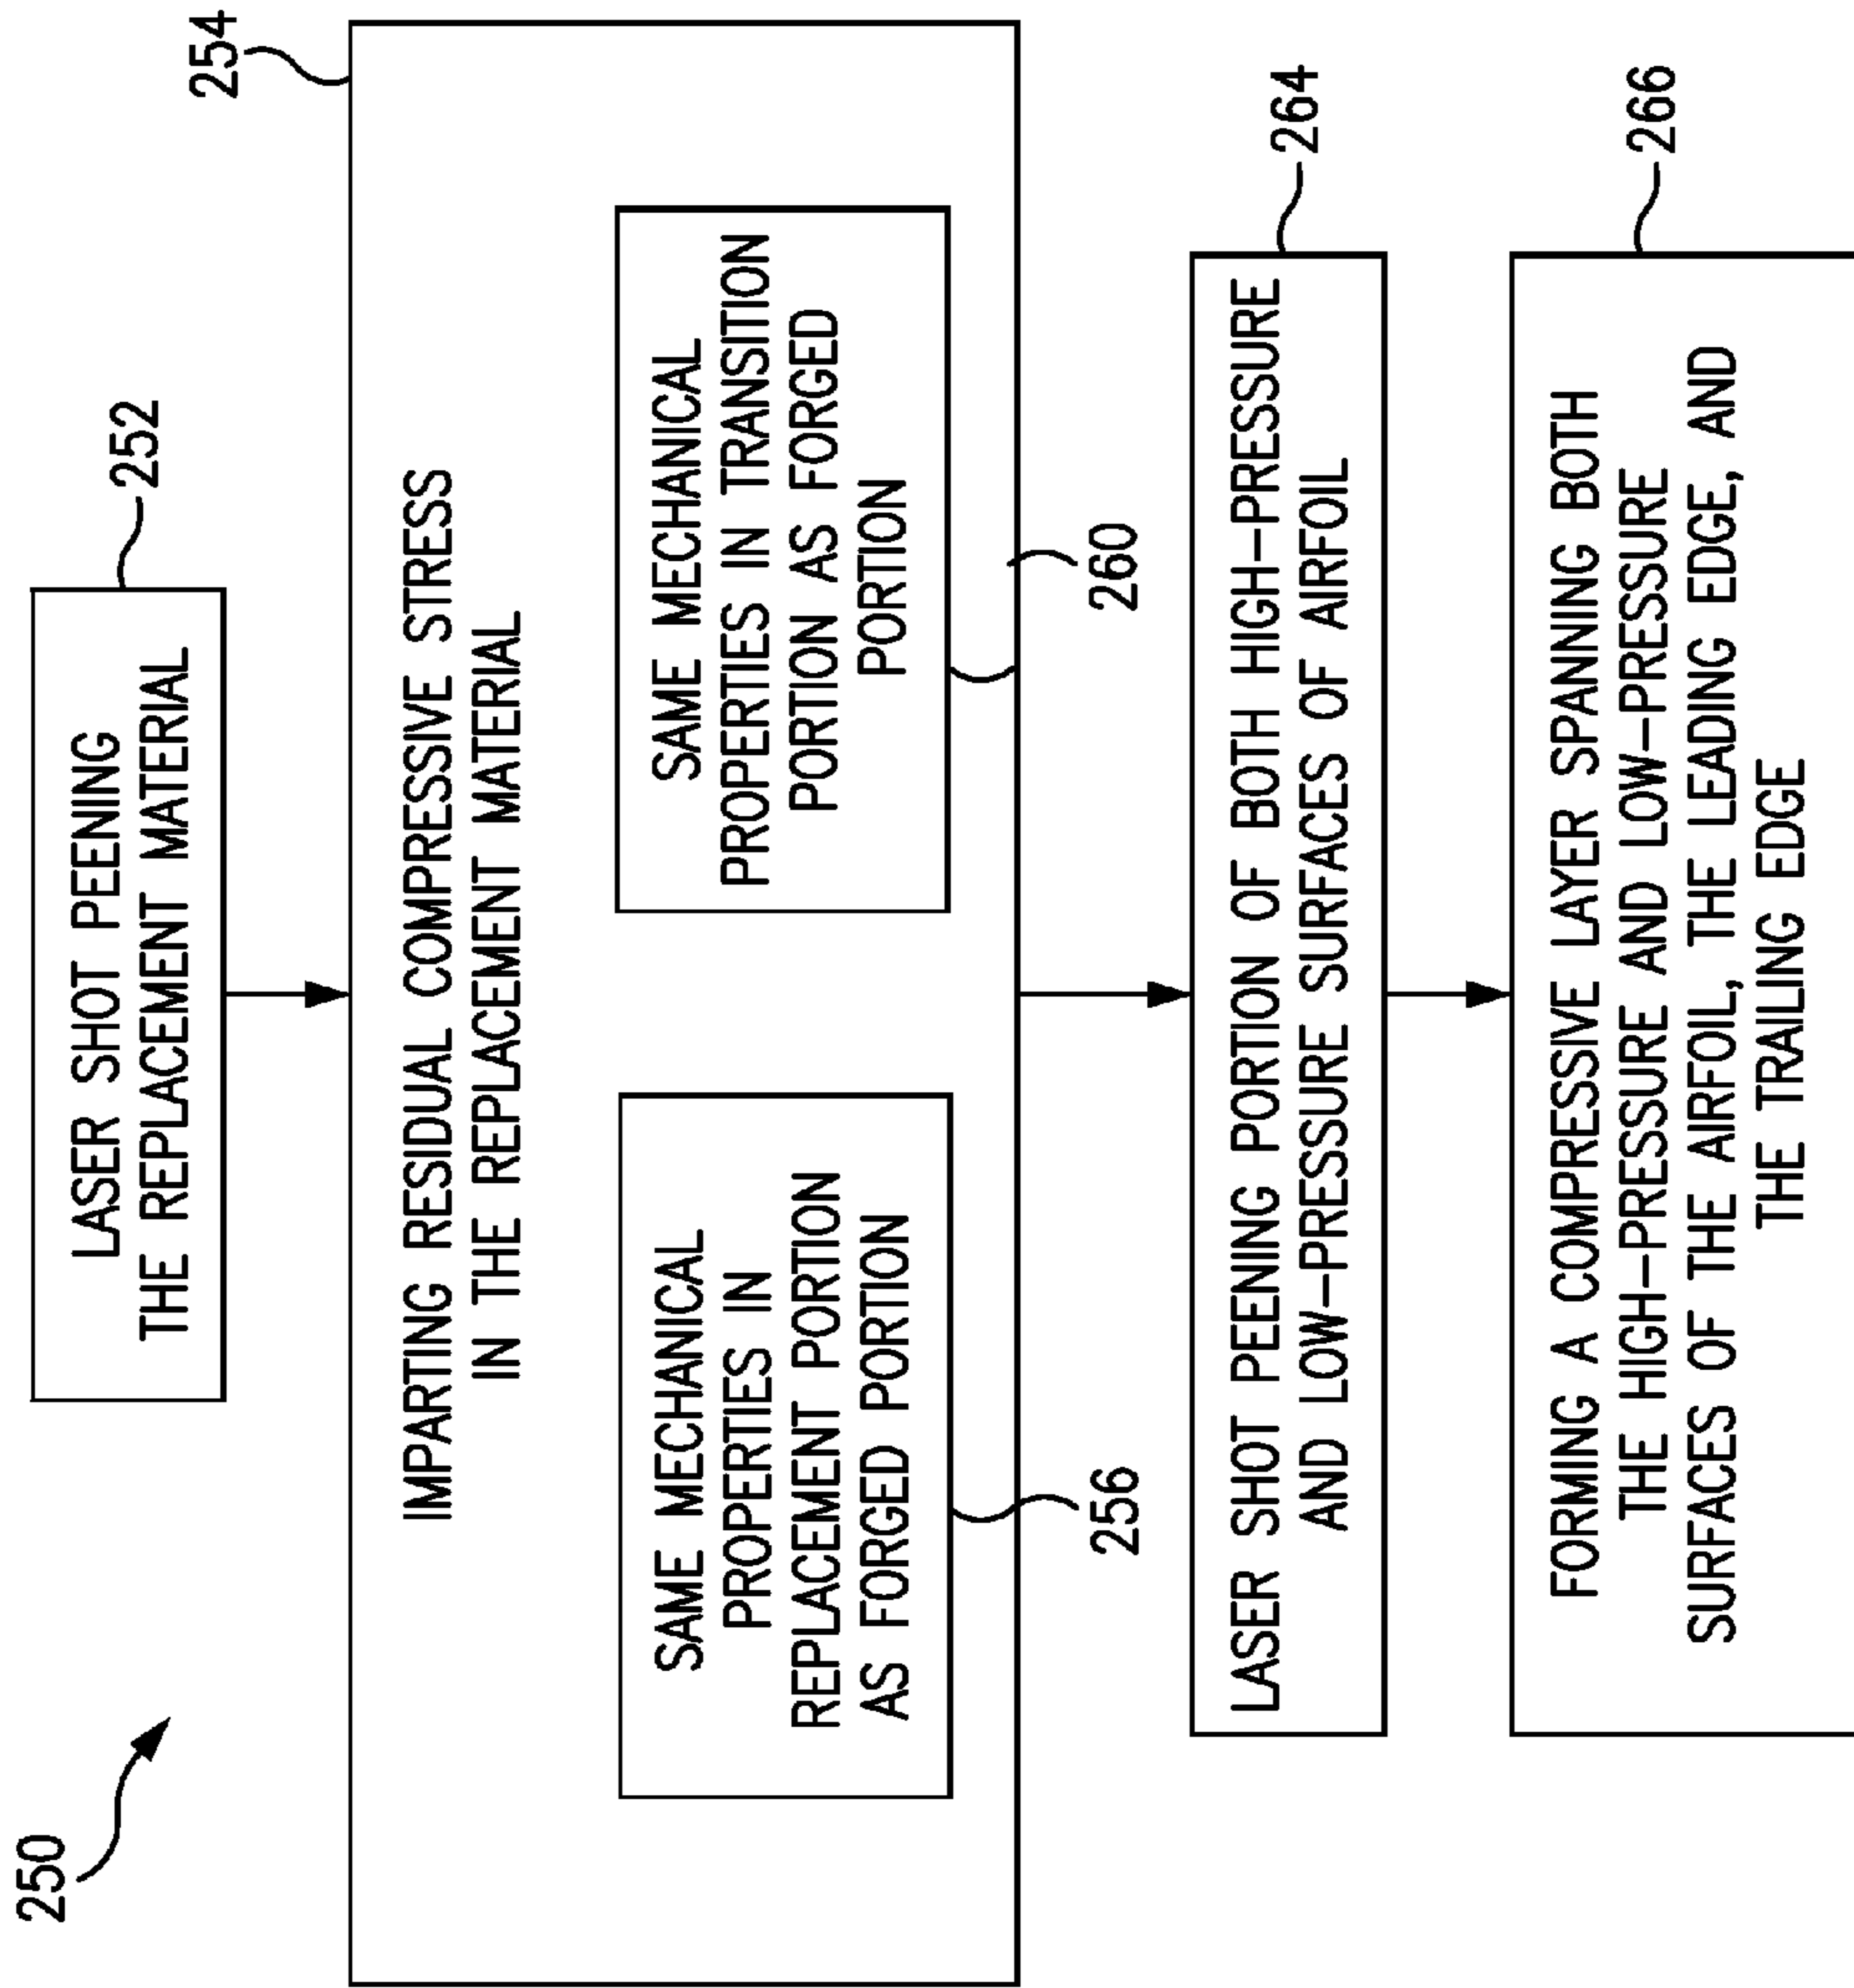 250
252
LASER SHOT PEENING
THE REPLACEMENT MATERIAL
254
IMPARTING RESIDUAL COMPRESSIVE STRESS
IN THE REPLACEMENT MATERIAL
SAME MECHANICAL
PROPERTIES IN
REPLACEMENT PORTION
AS FORGED PORTION
256
SAME MECHANICAL
PROPERTIES IN TRANSITION
PORTION AS FORGED
PORTION
260
LASER SHOT PEENING PORTION OF BOTH HIGH-PRESSURE
AND LOW-PRESSURE SURFACES OF AIRFOIL
264
FORMING A COMPRESSIVE LAYER SPANNING BOTH
THE HIGH-PRESSURE AND LOW-PRESSURE
SURFACES OF THE AIRFOIL, THE LEADING EDGE, AND
THE TRAILING EDGE
266